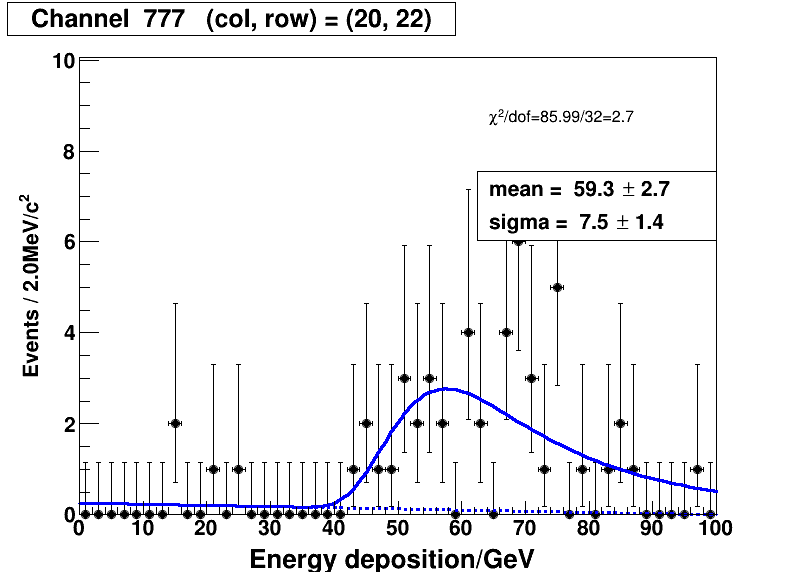 Channel 777 (col, row) = (20, 22)
χ²/dof=85.99/32=2.7
mean = 59.3 ± 2.7
sigma = 7.5 ± 1.4
Events / 2.0MeV/c²
10
8
6
4
2
0
0 10 20 30 40 50 60 70 80 90 100
Energy deposition/GeV